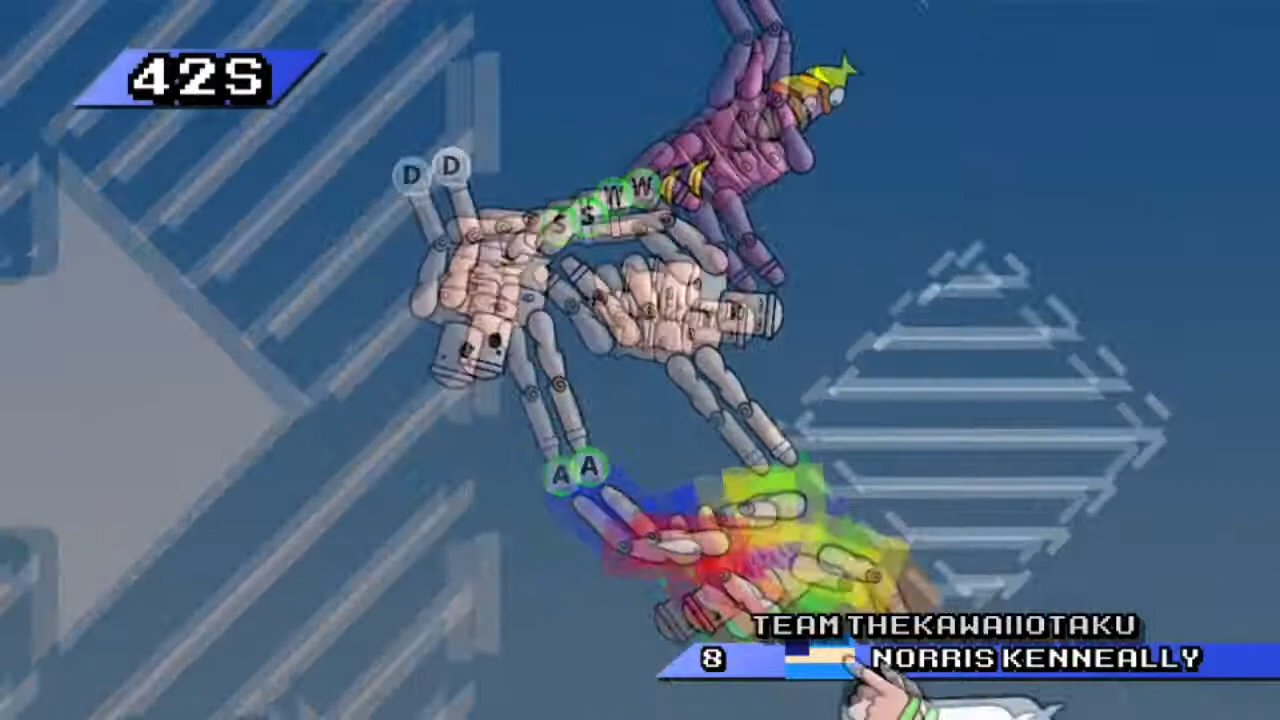 42S
D D
S S W W
A A
TEAM THEKAWAIIOTAKU
8 NORRIS KENNEALLY